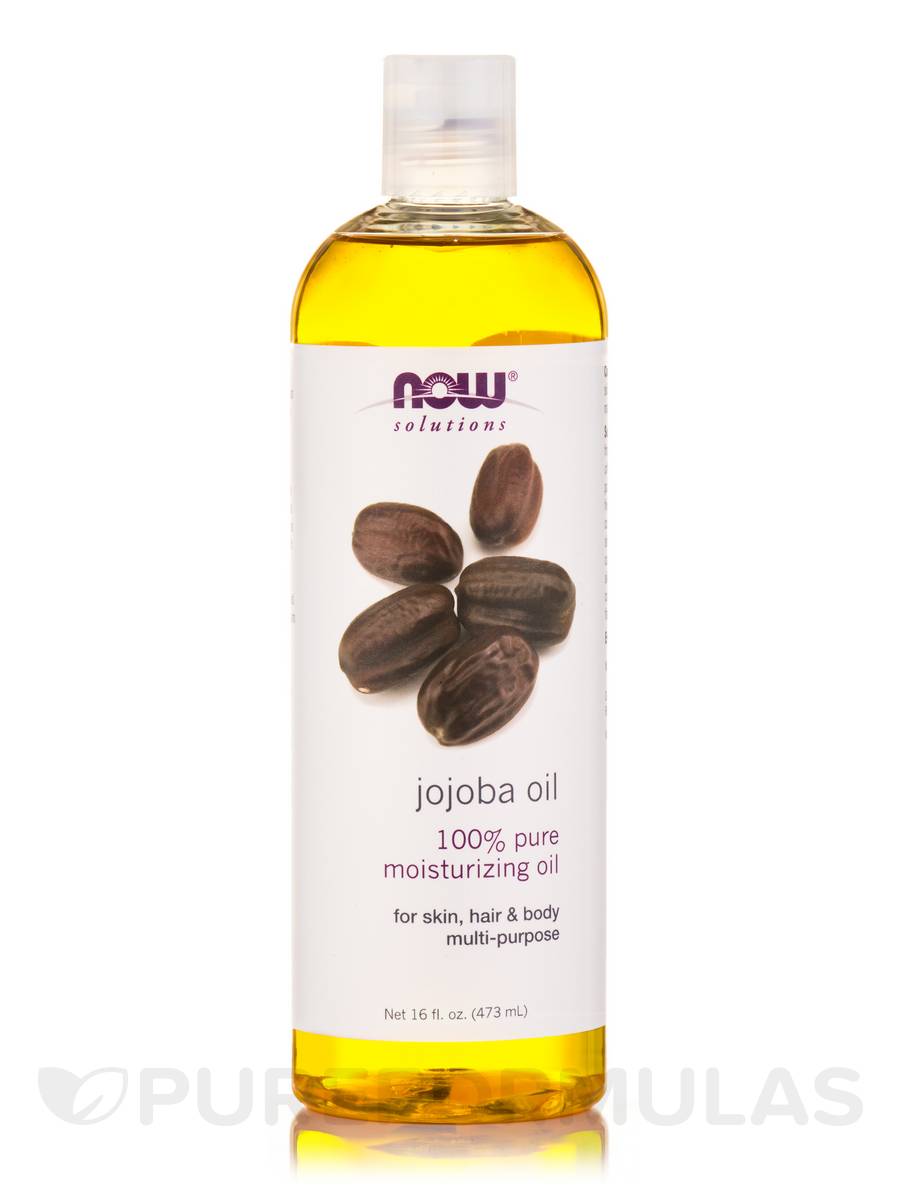 now®
solutions
jojoba oil
100% pure
moisturizing oil
for skin, hair & body
multi-purpose
Net 16 fl. oz. (473 mL)
PUREFORMULAS